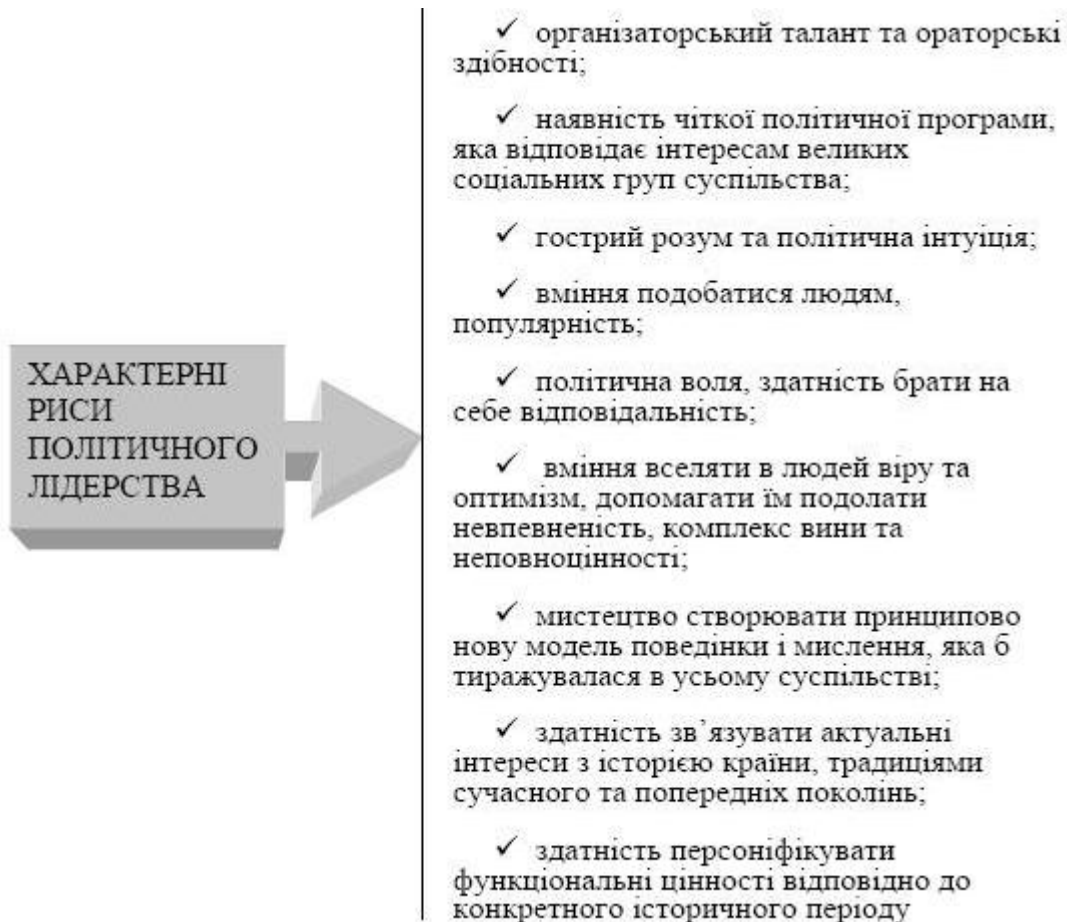 ХАРАКТЕРНІ
РИСИ
ПОЛІТИЧНОГО
ЛІДЕРСТВА
✓ організаторський талант та ораторські
здібності;
✓ наявність чіткої політичної програми,
яка відповідає інтересам великих
соціальних груп суспільства;
✓ гострий розум та політична інтуіція;
✓ вміння подобатися людям,
популярність;
✓ політична воля, здатність брати на
себе відповідальність;
✓ вміння вселяти в людей віру та
оптимізм, допомагати їм подолати
невпевненість, комплекс вини та
неповноцінності;
✓ мистецтво створювати принципово
нову модель поведінки і мислення, яка б
тиражувалася в усьому суспільстві;
✓ здатність зв’язувати актуальні
інтереси з історією країни, традиціями
сучасного та попередніх поколінь;
✓ здатність персоніфікувати
функціональні цінності відповідно до
конкретного історичного періоду